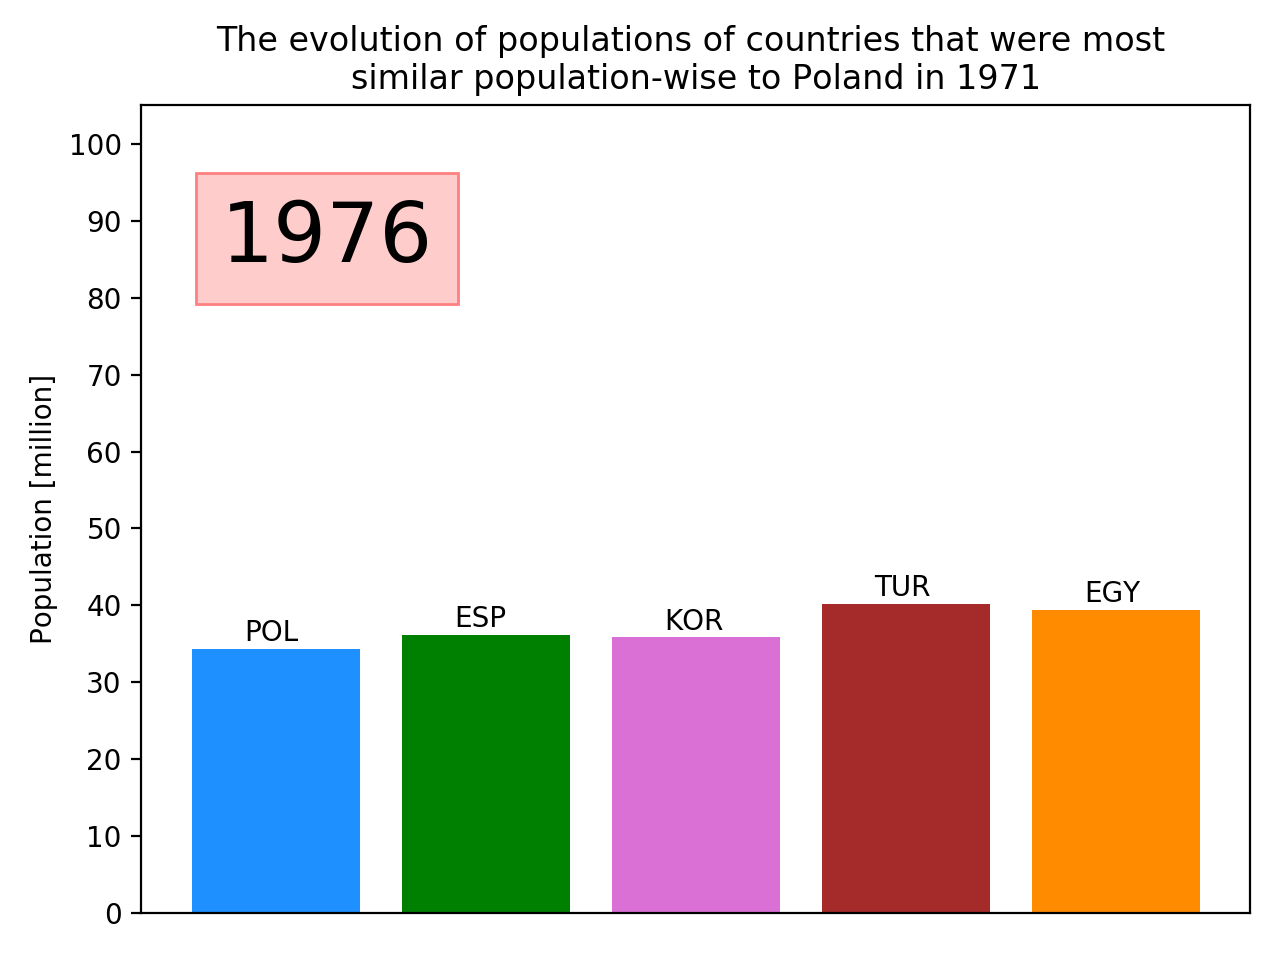 The evolution of populations of countries that were most
similar population-wise to Poland in 1971
100
90
80
70
60
50
40
30
20
10
0
Population [million]
1976
POL
ESP
KOR
TUR
EGY